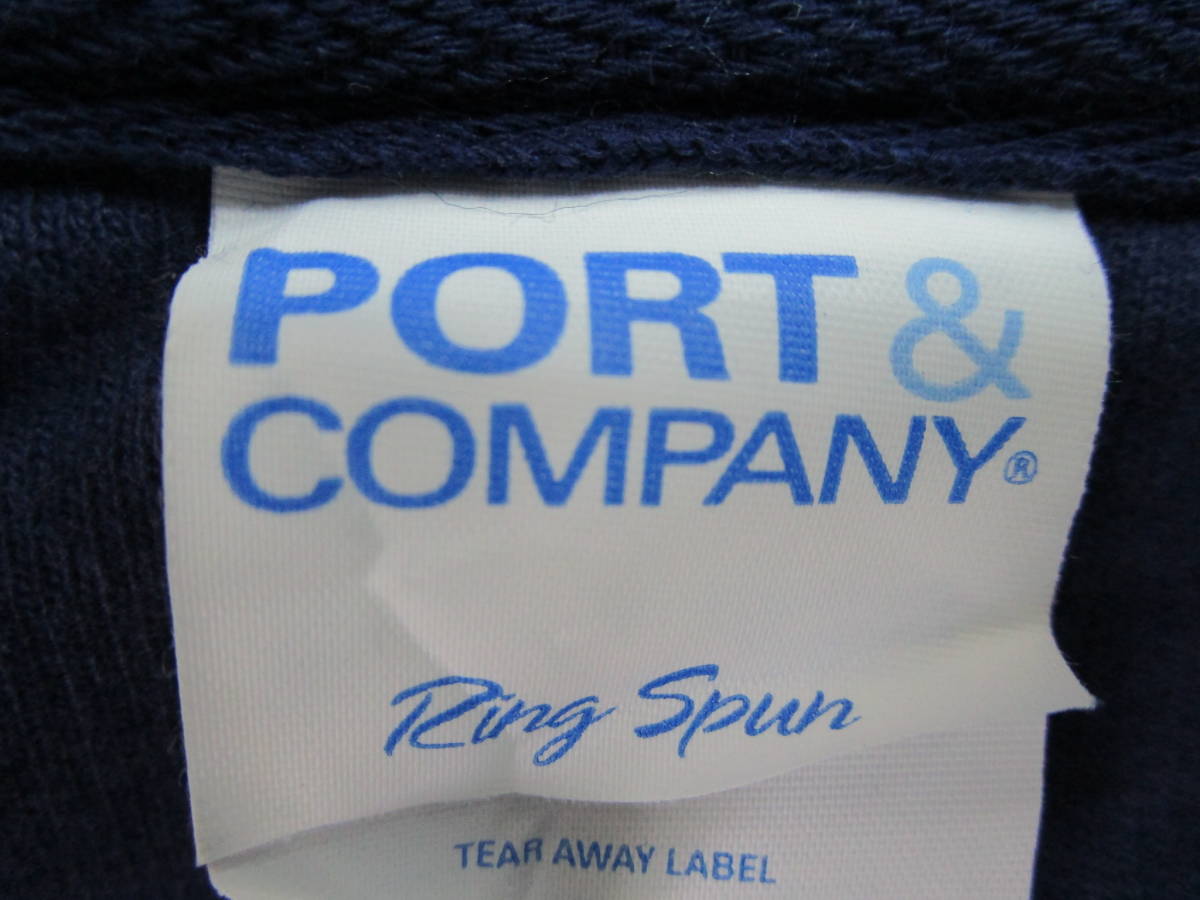 PORT &
COMPANY®
Ring Spun
TEAR AWAY LABEL